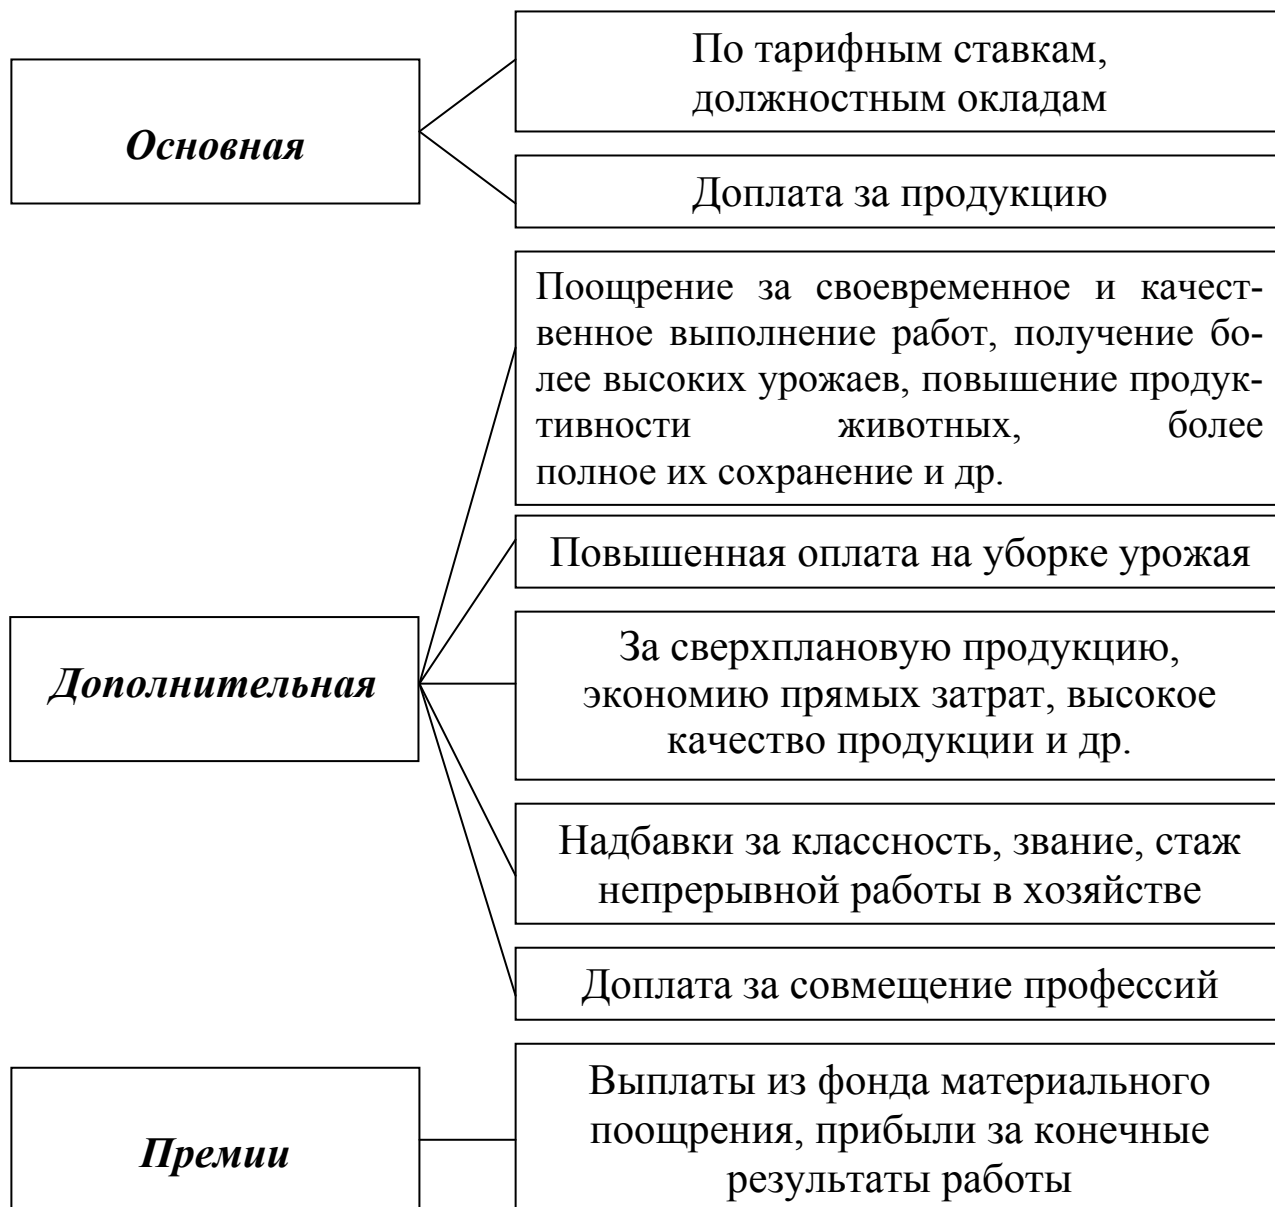 Основная
По тарифным ставкам,
должностным окладам
Доплата за продукцию
Дополнительная
Поощрение за своевременное и качест-
венное выполнение работ, получение бо-
лее высоких урожаев, повышение продук-
тивности животных, более
полное их сохранение и др.
Повышенная оплата на уборке урожая
За сверхплановую продукцию,
экономию прямых затрат, высокое
качество продукции и др.
Надбавки за классность, звание, стаж
непрерывной работы в хозяйстве
Доплата за совмещение профессий
Премии
Выплаты из фонда материального
поощрения, прибыли за конечные
результаты работы